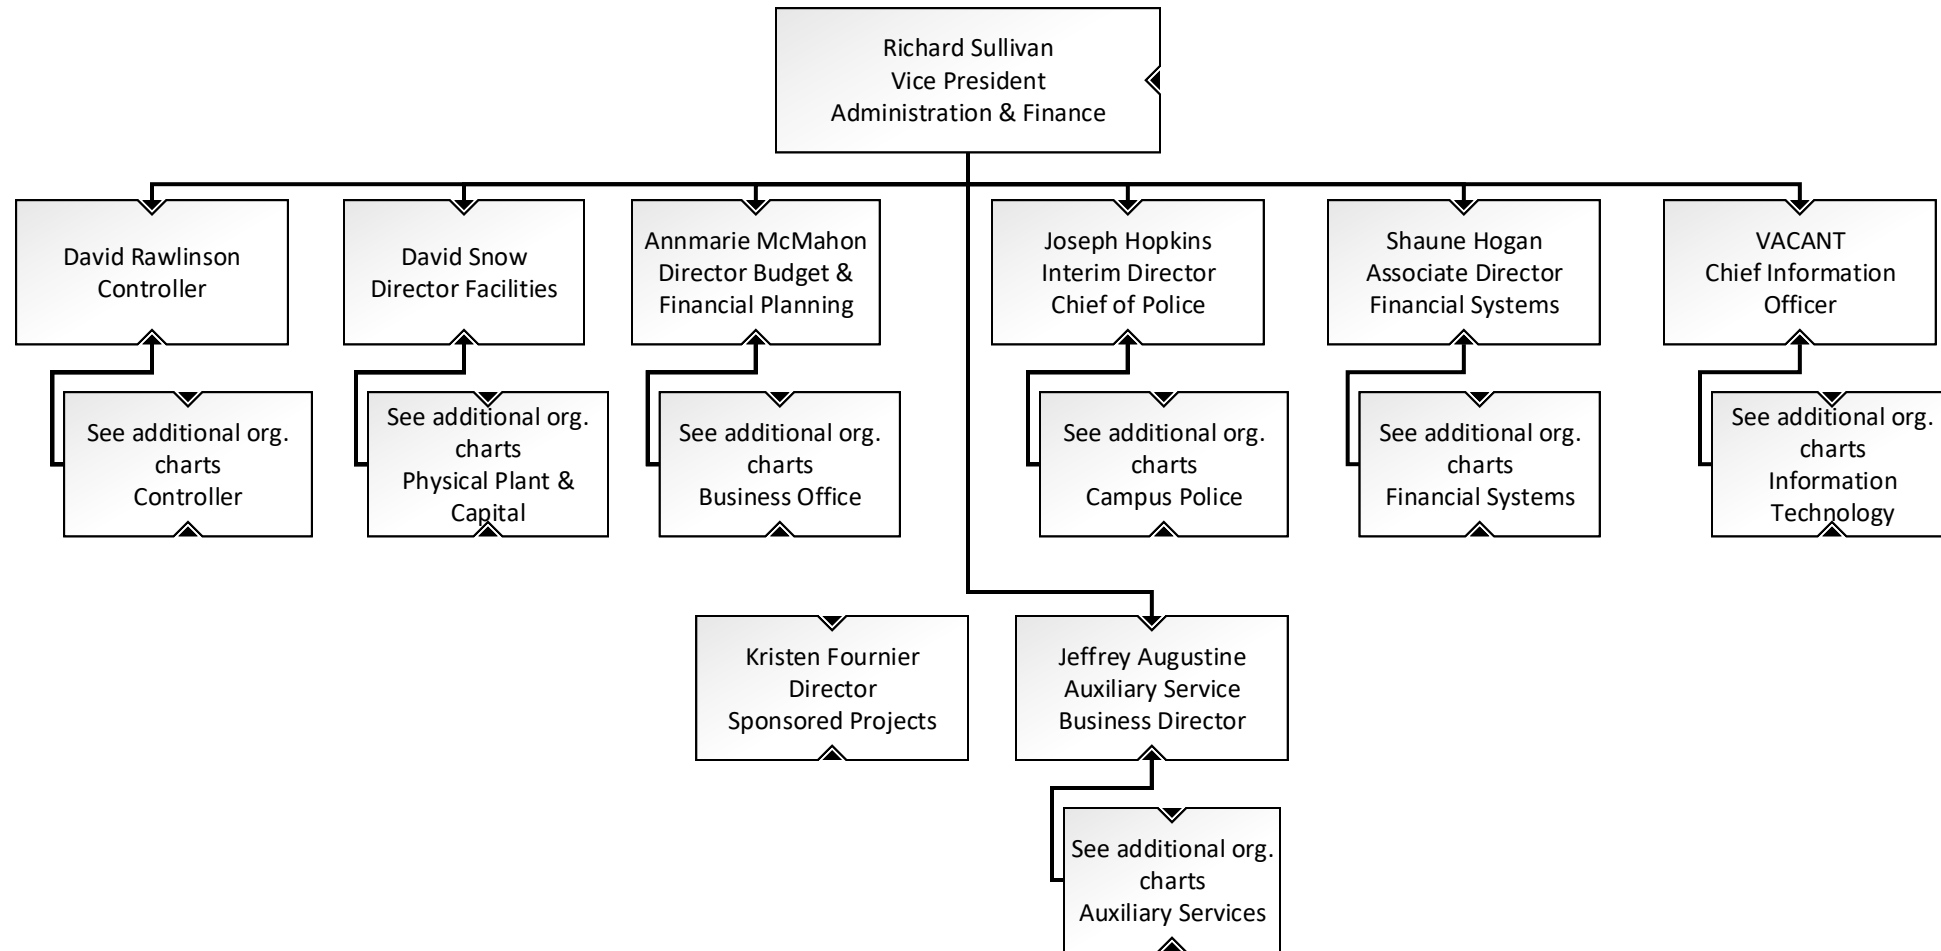 Richard Sullivan
Vice President
Administration & Finance
David Rawlinson
Controller
David Snow
Director Facilities
Annmarie McMahon
Director Budget &
Financial Planning
Joseph Hopkins
Interim Director
Chief of Police
Shaune Hogan
Associate Director
Financial Systems
VACANT
Chief Information
Officer
See additional org.
charts
Controller
See additional org.
charts
Physical Plant &
Capital
See additional org.
charts
Business Office
See additional org.
charts
Campus Police
See additional org.
charts
Financial Systems
See additional org.
charts
Information
Technology
Kristen Fournier
Director
Sponsored Projects
Jeffrey Augustine
Auxiliary Service
Business Director
See additional org.
charts
Auxiliary Services